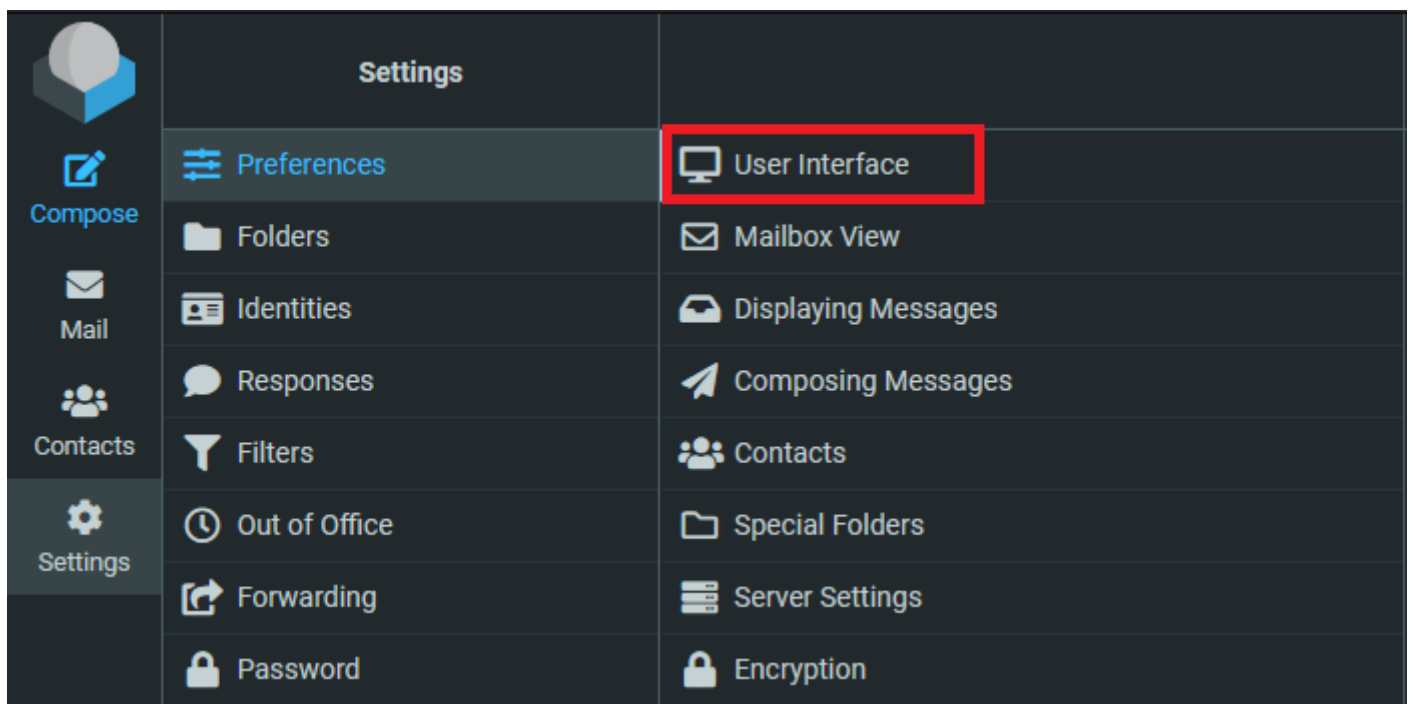 Compose
Mail
Contacts
Settings
Settings
Preferences
Folders
Identities
Responses
Filters
Out of Office
Forwarding
Password
User Interface
Mailbox View
Displaying Messages
Composing Messages
Contacts
Special Folders
Server Settings
Encryption